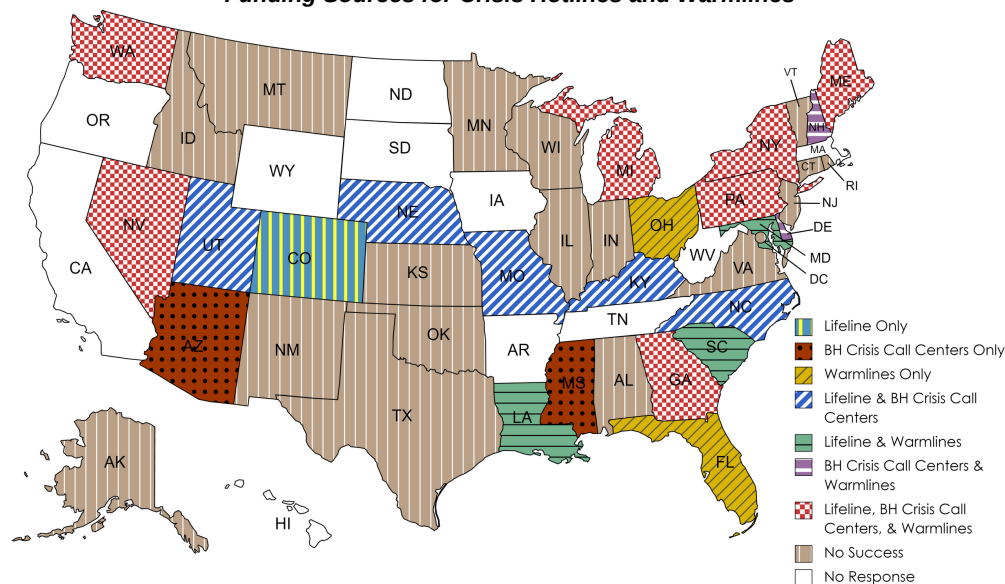 Funding Sources for Crisis Hotlines and Warmlines
WA
MT
ND
MN
VT
ME
OR
ID
SD
WI
NH
MA
NY
WY
MI
CT
RI
IA
PA
NV
NE
NJ
OH
DE
UT
IL
IN
MD
CO
WV
CA
KS
MO
VA
DC
KY
NC
TN
AZ
OK
NM
AR
SC
MS
AL
GA
TX
LA
FL
AK
HI
Lifeline Only
BH Crisis Call Centers Only
Warmlines Only
Lifeline & BH Crisis Call
Centers
Lifeline & Warmlines
BH Crisis Call Centers &
Warmlines
Lifeline, BH Crisis Call
Centers, & Warmlines
No Success
No Response